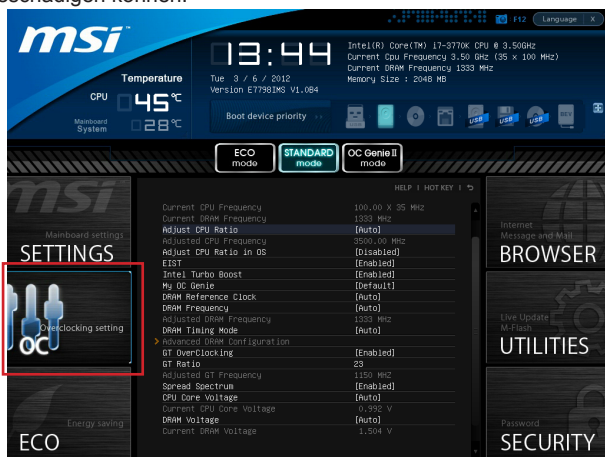 schädigen können.
msi
F12 Language X
13:44
Tue 3 / 6 / 2012
Version E7798IMS V1.0B4
Intel(R) Core(TM) i7-3770K CPU @ 3.50GHz
Current Cpu Frequency 3.50 GHz (35 x 100 MHz)
Current DRAM Frequency 1333 MHz
Memory Size : 2048 MB
Temperature
CPU 45°C
Mainboard System 28°C
Boot device priority
USB USB USB REV
ECO mode
STANDARD mode
OC Genie II mode
HELP | HOT KEY |
msi
Mainboard settings
SETTINGS
Overclocking setting
OC
Energy saving
ECO
Current CPU Frequency 100.00 X 35 MHz
Current DRAM Frequency 1333 MHz
Adjust CPU Ratio [Auto]
Adjusted CPU Frequency 3500.00 MHz
Adjust CPU Ratio in OS [Disabled]
EIST [Enabled]
Intel Turbo Boost [Enabled]
My OC Genie [Default]
DRAM Reference Clock [Auto]
DRAM Frequency [Auto]
Adjusted DRAM Frequency 1333 MHz
DRAM Timing Mode [Auto]
> Advanced DRAM Configuration
GT OverClocking [Enabled]
GT Ratio 23
Adjusted GT Frequency 1150 MHz
Spread Spectrum [Enabled]
CPU Core Voltage [Auto]
Current CPU Core Voltage 0.992 V
DRAM Voltage [Auto]
Current DRAM Voltage 1.504 V
Internet
Message and Mail
BROWSER
Live Update
M-Flash
UTILITIES
Password
SECURITY